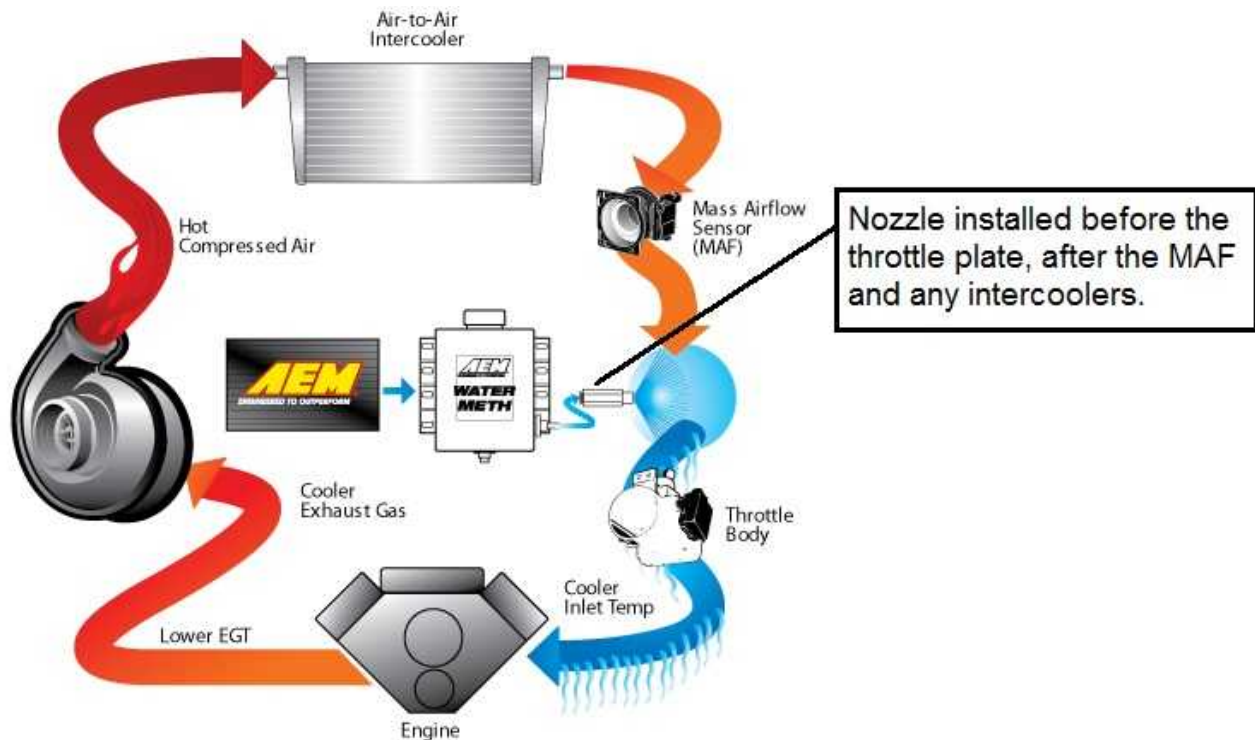 Air-to-Air
Intercooler
Mass Airflow
Sensor
(MAF)
Nozzle installed before the
throttle plate, after the MAF
and any intercoolers.
Hot
Compressed Air
AEM
AEM
WATER
METH
Cooler
Exhaust Gas
Throttle
Body
Cooler
Inlet Temp
Lower EGT
Engine